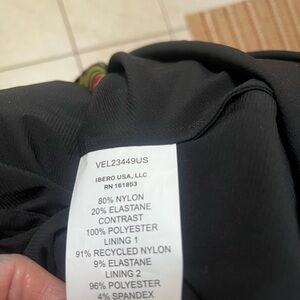 VEL23449US
IBERO USA, LLC
RN 161853
80% NYLON
20% ELASTANE
CONTRAST
100% POLYESTER
LINING 1
91% RECYCLED NYLON
9% ELASTANE
LINING 2
96% POLYESTER
4% SPANDEX